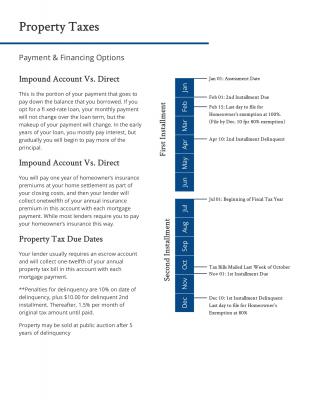 Property Taxes
Payment & Financing Options
Impound Account Vs. Direct
This is the portion of your payment that goes to
pay down the balance that you borrowed. If you
opt for a fixed-rate loan, your monthly payment
will not change over the loan term, but the
makeup of your payment will change. In the early
years of your loan, you mostly pay interest, but
gradually you will begin to pay more of the
principal.
Impound Account Vs. Direct
You will pay one year of homeowner's insurance
premiums at your home settlement as part of
your closing costs, and then your lender will
collect onetwelfth of your annual insurance
premium in this account with each mortgage
payment. While most lenders require you to pay
your homeowner's insurance this way.
Property Tax Due Dates
Your lender usually requires an escrow account
and will collect one-twelfth of your annual
property tax bill in this account with each
mortgage payment.
**Penalties for delinquency are 10% on date of
delinquency, plus $10.00 for delinquent 2nd
installment. Thereafter, 1.5% per month of
original tax amount until paid.
Property may be sold at public auction after 5
years of delinquency
First Installment
Jan
Feb
Mar
Apr
May
Jun
Jan 01: Assessment Date
Feb 01: 2nd Installment Due
Feb 15: Last day to file for
Homeowner's exemption at 100%
(File by Dec. 10 for 80% exemption)
Apr 10: 2nd Installment Delinquent
Second Installment
Jul
Aug
Sep
Oct
Nov
Dec
Jul 01: Beginning of Fiscal Tax Year
Tax Bills Mailed Last Week of October
Nov 01: 1st Installment Due
Dec 10: 1st Installment Delinquent
Last day to file for Homeowner's
Exemption at 80%